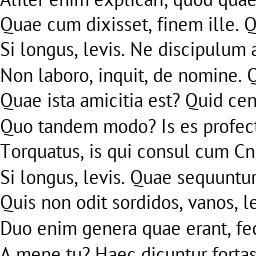 Aliter enim explicari, quod quae
Quae cum dixisset, finem ille. Q
Si longus, levis. Ne discipulum a
Non laboro, inquit, de nomine. Q
Quae ista amicitia est? Quid cen
Quo tandem modo? Is es profect
Torquatus, is qui consul cum Cn
Si longus, levis. Quae sequuntur
Quis non odit sordidos, vanos, le
Duo enim genera quae erant, fec
A mene tu? Haec dicuntur fortas